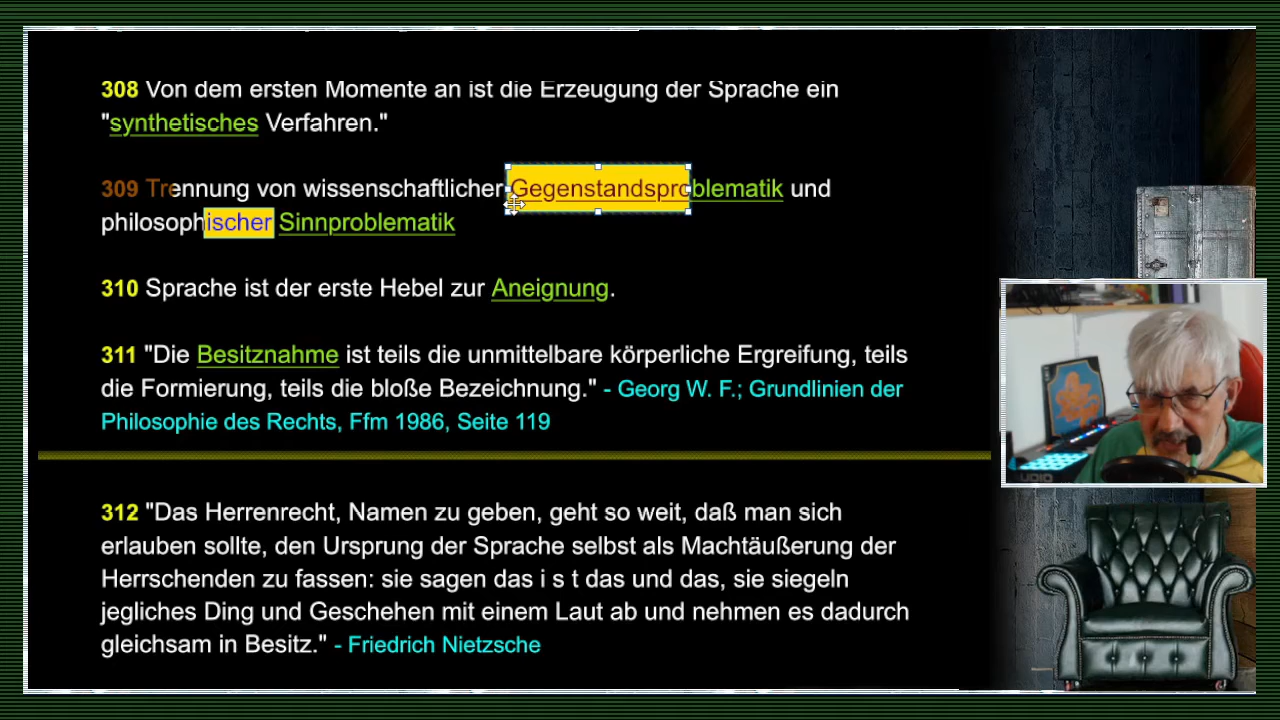 308 Von dem ersten Momente an ist die Erzeugung der Sprache ein
"synthetisches Verfahren."
309 Trennung von wissenschaftlicher Gegenstandsproblematik und
philosophischer Sinnproblematik
310 Sprache ist der erste Hebel zur Aneignung.
311 "Die Besitznahme ist teils die unmittelbare körperliche Ergreifung, teils
die Formierung, teils die bloße Bezeichnung." - Georg W. F.; Grundlinien der
Philosophie des Rechts, Ffm 1986, Seite 119
312 "Das Herrenrecht, Namen zu geben, geht so weit, daß man sich
erlauben sollte, den Ursprung der Sprache selbst als Machtäußerung der
Herrschenden zu fassen: sie sagen das i s t das und das, sie siegeln
jegliches Ding und Geschehen mit einem Laut ab und nehmen es dadurch
gleichsam in Besitz." - Friedrich Nietzsche